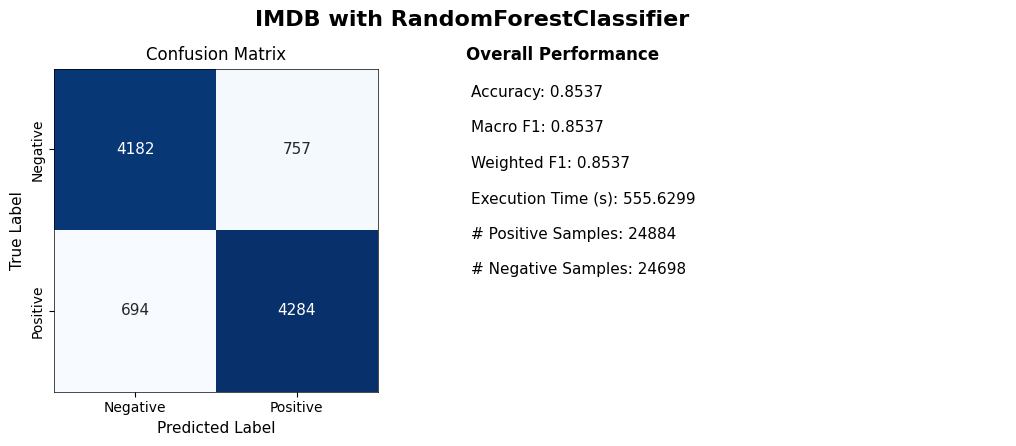 IMDB with RandomForestClassifier
Confusion Matrix
True Label
Negative
Positive
4182 757
694 4284
Negative Positive
Predicted Label
Overall Performance
Accuracy: 0.8537
Macro F1: 0.8537
Weighted F1: 0.8537
Execution Time (s): 555.6299
# Positive Samples: 24884
# Negative Samples: 24698